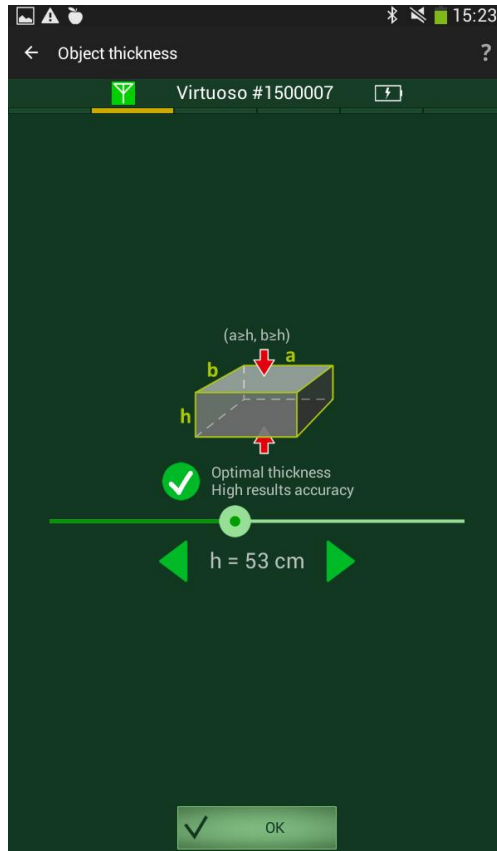 15:23
Object thickness
?
Virtuoso #1500007
(a≥h, b≥h)
b
a
h
Optimal thickness
High results accuracy
h = 53 cm
OK